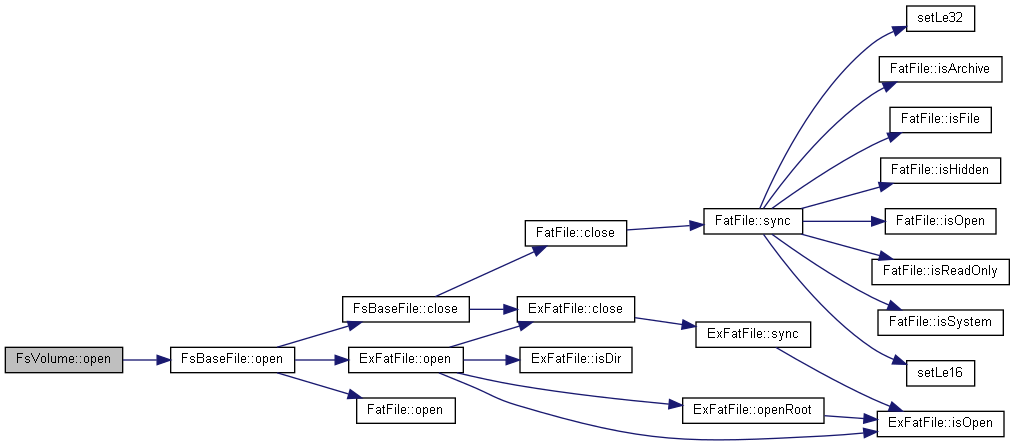 FsVolume::open
FsBaseFile::open
FsBaseFile::close
ExFatFile::open
FatFile::open
FatFile::close
ExFatFile::close
ExFatFile::isDir
FatFile::sync
ExFatFile::sync
ExFatFile::openRoot
setLe32
FatFile::isArchive
FatFile::isFile
FatFile::isHidden
FatFile::isOpen
FatFile::isReadOnly
FatFile::isSystem
setLe16
ExFatFile::isOpen